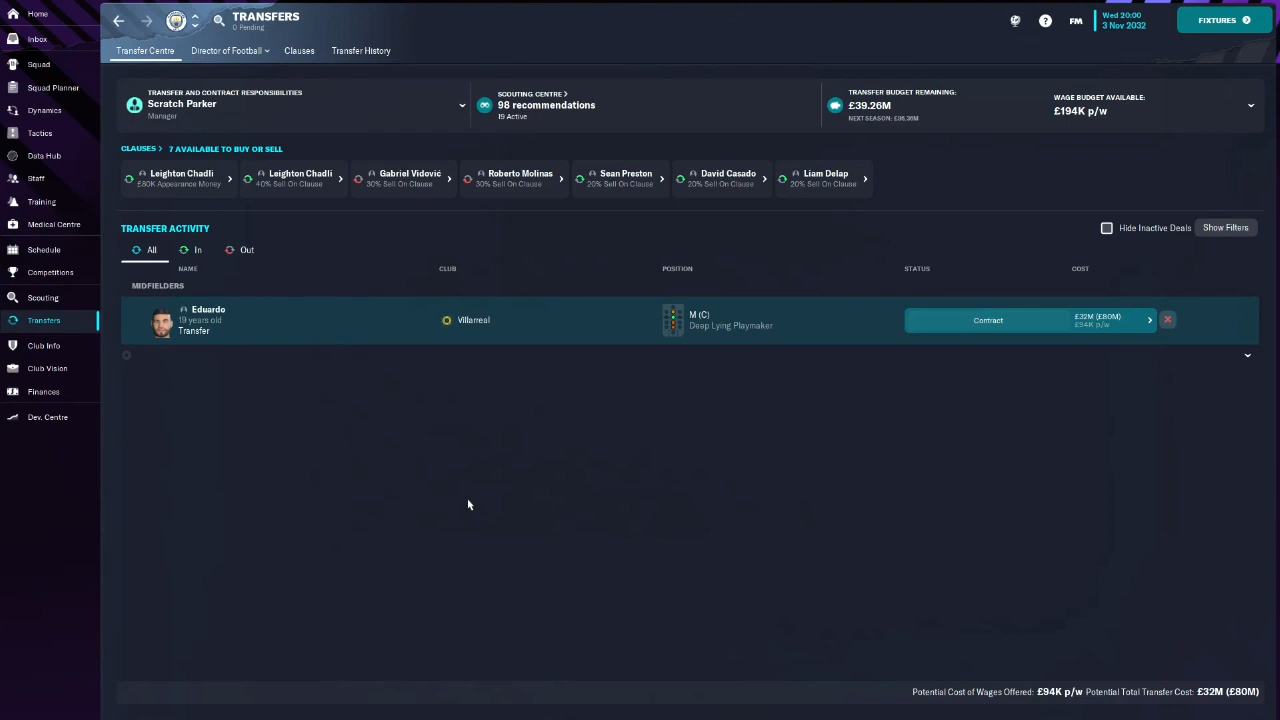 Home
Inbox
Squad
Squad Planner
Dynamics
Tactics
Data Hub
Staff
Training
Medical Centre
Schedule
Competitions
Scouting
Transfers
Club Info
Club Vision
Finances
Dev. Centre
TRANSFERS
0 Pending
FM
Wed 20:00
3 Nov 2032
FIXTURES
Transfer Centre
Director of Football
Clauses
Transfer History
TRANSFER AND CONTRACT RESPONSIBILITIES
Scratch Parker
Manager
SCOUTING CENTRE
98 recommendations
19 Active
TRANSFER BUDGET REMAINING:
£39.26M
WAGE BUDGET AVAILABLE:
£194K p/w
CLAUSES 7 AVAILABLE TO BUY OR SELL
Leighton Chadli
£80K Appearance Money
Leighton Chadli
40% Sell On Clause
Gabriel Vidović
30% Sell On Clause
Roberto Molinas
30% Sell On Clause
Sean Preston
20% Sell On Clause
David Casado
20% Sell On Clause
Liam Delap
20% Sell On Clause
TRANSFER ACTIVITY
Hide Inactive Deals
Show Filters
All In Out
NAME CLUB POSITION STATUS COST
MIDFIELDERS
Eduardo
19 years old
Transfer
Villarreal
M (C)
Deep Lying Playmaker
Contract
£32M (£80M)
£94K p/w
Potential Cost of Wages Offered: £94K p/w Potential Total Transfer Cost: £32M (£80M)